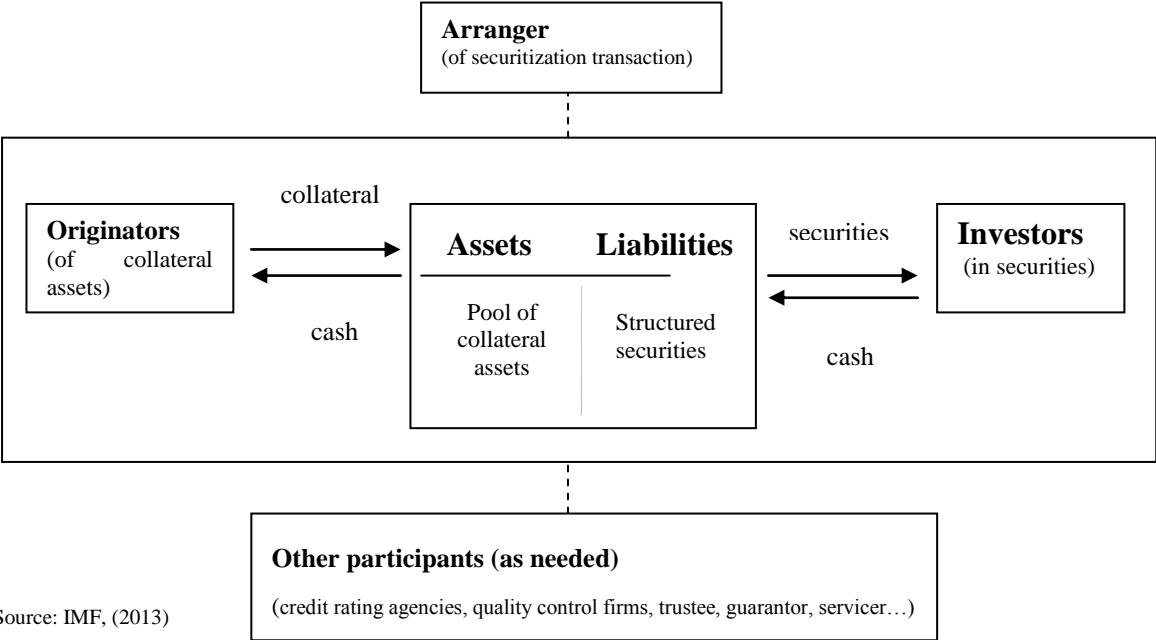 Arranger
(of securitization transaction)
collateral
Originators
(of collateral
assets)
cash
Assets Liabilities
Pool of
collateral
assets
Structured
securities
securities
cash
Investors
(in securities)
Other participants (as needed)
(credit rating agencies, quality control firms, trustee, guarantor, servicer…)
Source: IMF, (2013)